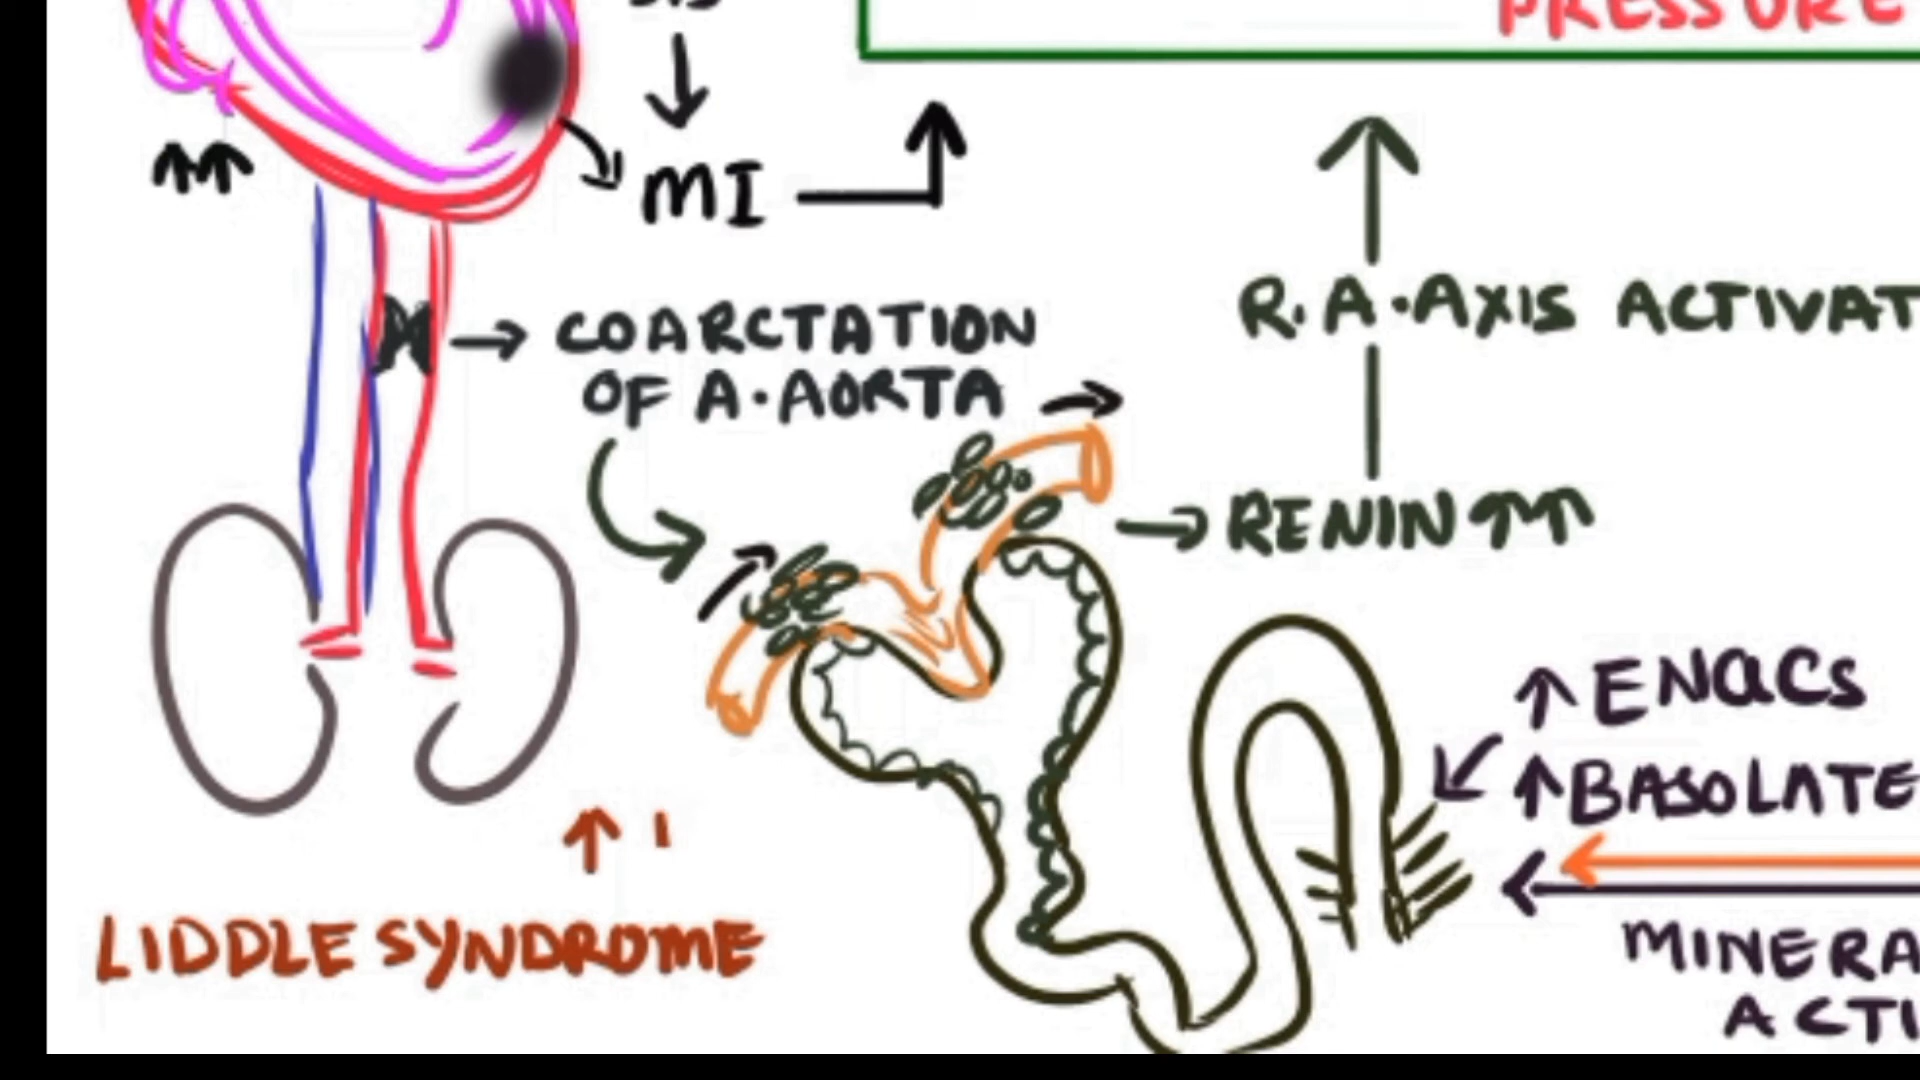 PRESSURE
MI
COARCTATION
OF A. AORTA
R.A. AXIS ACTIVAT
RENIN ↑↑↑
↑ ENaCs
↑ BASOLATE
MINERA
ACTI
↑ I
LIDDLE SYNDROME